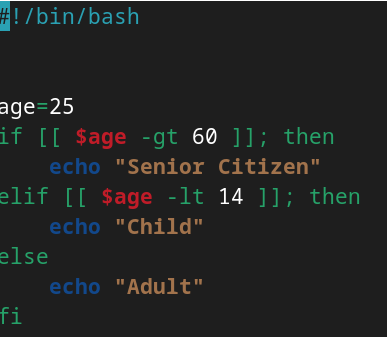 #!/bin/bash
age=25
if [[ $age -gt 60 ]]; then
echo "Senior Citizen"
elif [[ $age -lt 14 ]]; then
echo "Child"
else
echo "Adult"
fi